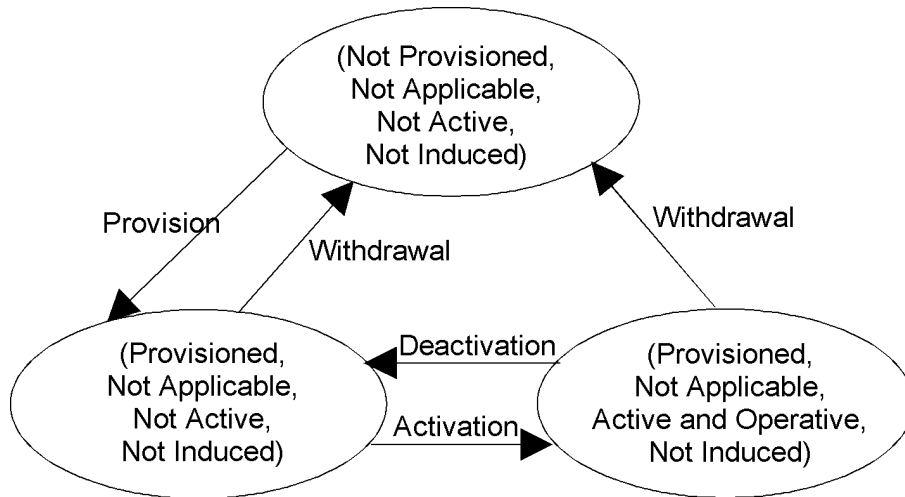 (Not Provisioned,
Not Applicable,
Not Active,
Not Induced)
Provision
Withdrawal
Withdrawal
(Provisioned,
Not Applicable,
Not Active,
Not Induced)
Deactivation
Activation
(Provisioned,
Not Applicable,
Active and Operative,
Not Induced)